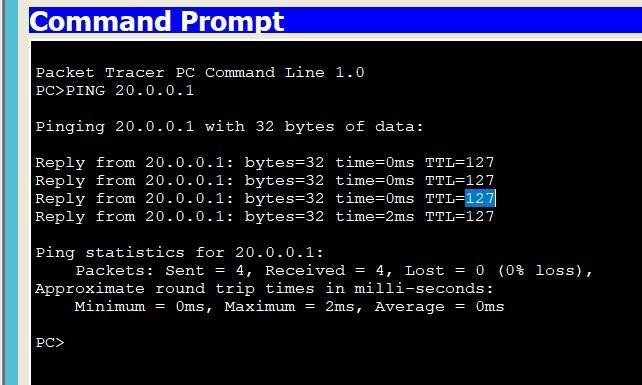 Command Prompt
Packet Tracer PC Command Line 1.0
PC>PING 20.0.0.1
Pinging 20.0.0.1 with 32 bytes of data:
Reply from 20.0.0.1: bytes=32 time=0ms TTL=127
Reply from 20.0.0.1: bytes=32 time=0ms TTL=127
Reply from 20.0.0.1: bytes=32 time=0ms TTL=127
Reply from 20.0.0.1: bytes=32 time=2ms TTL=127
Ping statistics for 20.0.0.1:
Packets: Sent = 4, Received = 4, Lost = 0 (0% loss),
Approximate round trip times in milli-seconds:
Minimum = 0ms, Maximum = 2ms, Average = 0ms
PC>